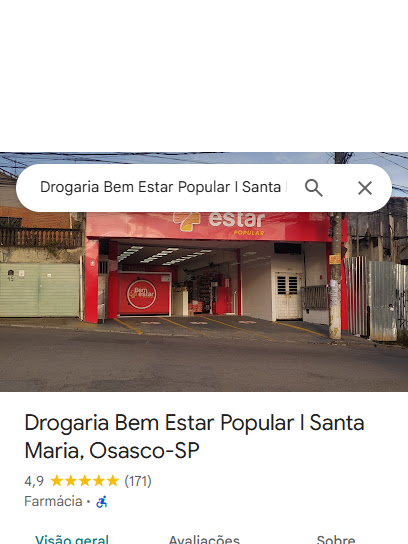 Drogaria Bem Estar Popular I Santa
estar
POPULAR
Bem
estar
Drogaria Bem Estar Popular I Santa
Maria, Osasco-SP
4,9 (171)
Farmácia ·
Visão geral Avaliações Sobre